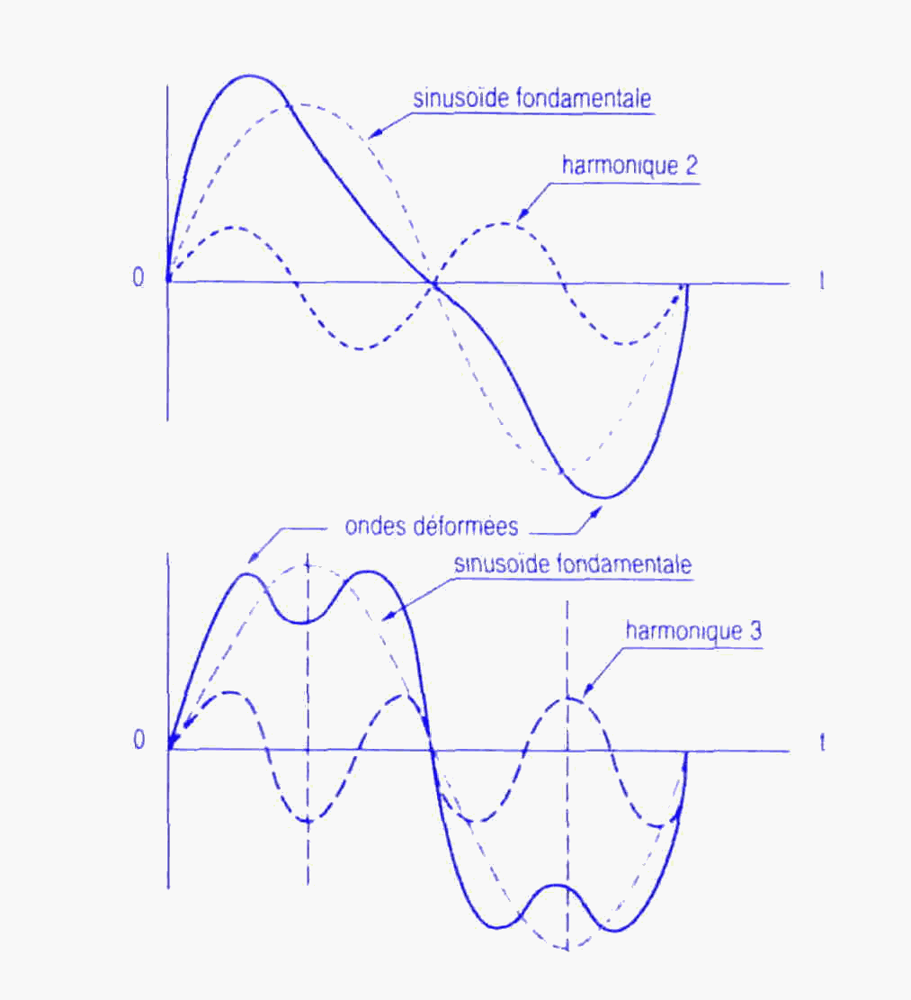 sinusoïde fondamentale
harmonique 2
0
t
ondes déformées
sinusoïde fondamentale
harmonique 3
0
t